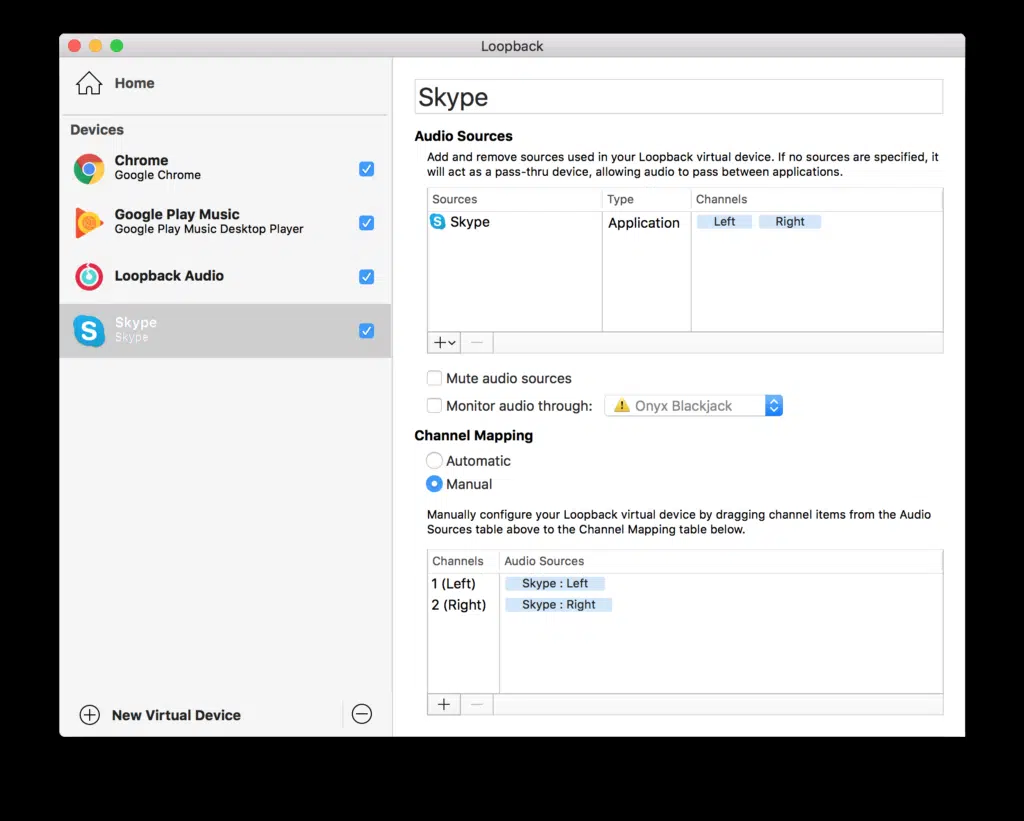 Loopback
Home
Devices
Chrome
Google Chrome
Google Play Music
Google Play Music Desktop Player
Loopback Audio
Skype
Skype
New Virtual Device
Skype
Audio Sources
Add and remove sources used in your Loopback virtual device. If no sources are specified, it
will act as a pass-thru device, allowing audio to pass between applications.
Sources Type Channels
Skype Application Left Right
Mute audio sources
Monitor audio through: Onyx Blackjack
Channel Mapping
Automatic
Manual
Manually configure your Loopback virtual device by dragging channel items from the Audio
Sources table above to the Channel Mapping table below.
Channels Audio Sources
1 (Left) Skype : Left
2 (Right) Skype : Right